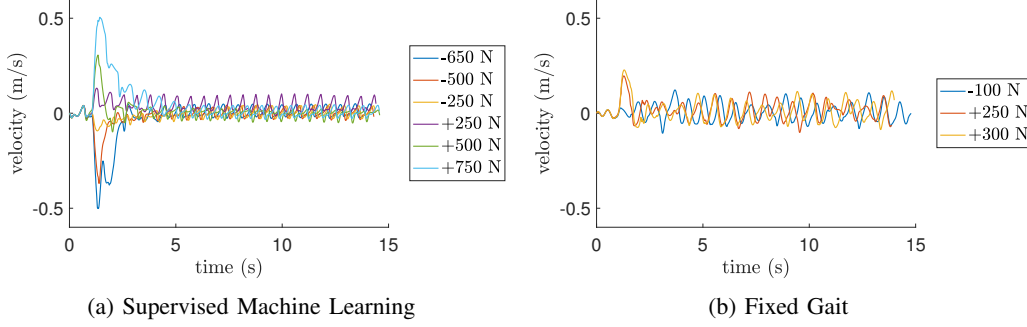 0.5
0
-0.5
velocity (m/s)
0 5 10 15
time (s)
-650 N
-500 N
-250 N
+250 N
+500 N
+750 N
(a) Supervised Machine Learning
0.5
0
-0.5
velocity (m/s)
0 5 10 15
time (s)
-100 N
+250 N
+300 N
(b) Fixed Gait